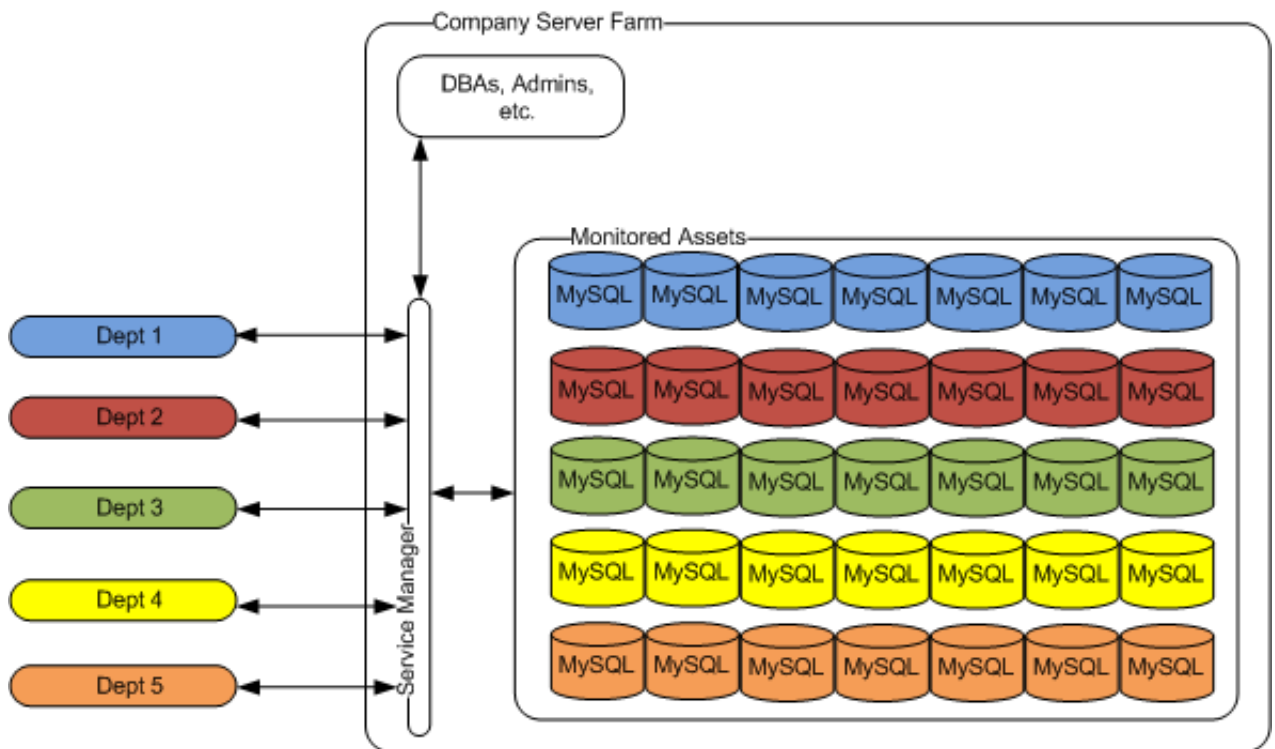 Company Server Farm
DBAs, Admins,
etc.
Monitored Assets
MySQL MySQL MySQL MySQL MySQL MySQL MySQL
Dept 1
MySQL MySQL MySQL MySQL MySQL MySQL MySQL
Dept 2
MySQL MySQL MySQL MySQL MySQL MySQL MySQL
Dept 3
MySQL MySQL MySQL MySQL MySQL MySQL MySQL
Dept 4
MySQL MySQL MySQL MySQL MySQL MySQL MySQL
Dept 5
Service Manager